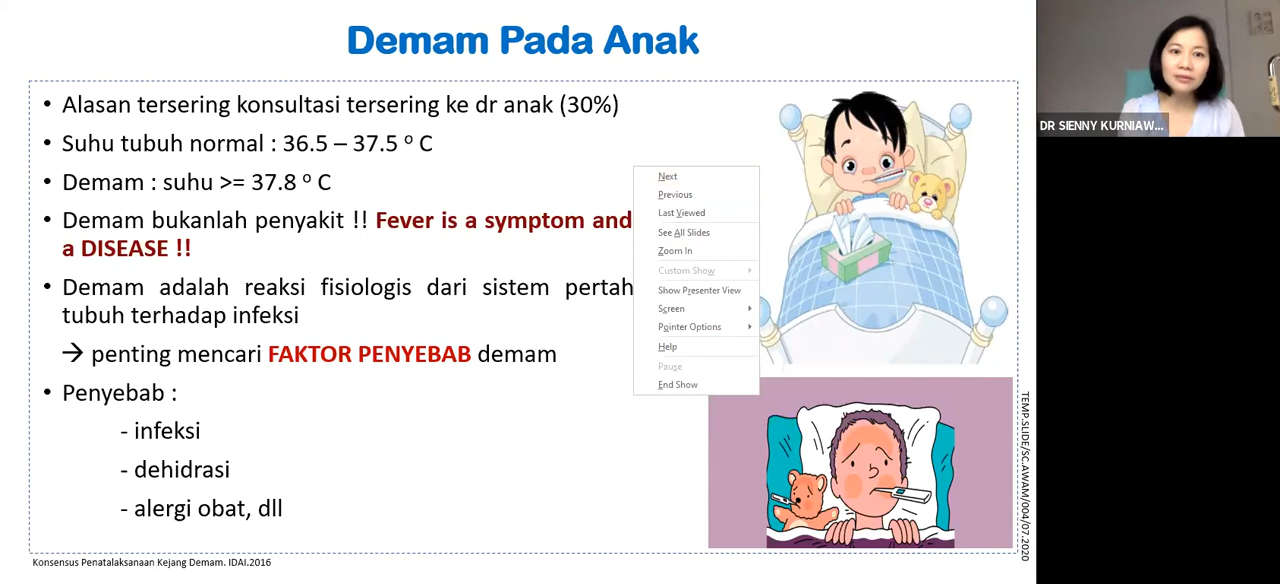 Demam Pada Anak
• Alasan tersering konsultasi tersering ke dr anak (30%)
• Suhu tubuh normal : 36.5 – 37.5 ° C
• Demam : suhu >= 37.8 ° C
• Demam bukanlah penyakit !! Fever is a symptom and
a DISEASE !!
• Demam adalah reaksi fisiologis dari sistem pertah
tubuh terhadap infeksi
→ penting mencari FAKTOR PENYEBAB demam
• Penyebab :
- infeksi
- dehidrasi
- alergi obat, dll
Next
Previous
Last Viewed
See All Slides
Zoom In
Custom Show
Show Presenter View
Screen
Pointer Options
Help
Pause
End Show
Konsensus Penatalaksanaan Kejang Demam. IDAI.2016
TEMP.SLIDE/SC.AWAM/004/07.2020
DR SIENNY KURNIAW...